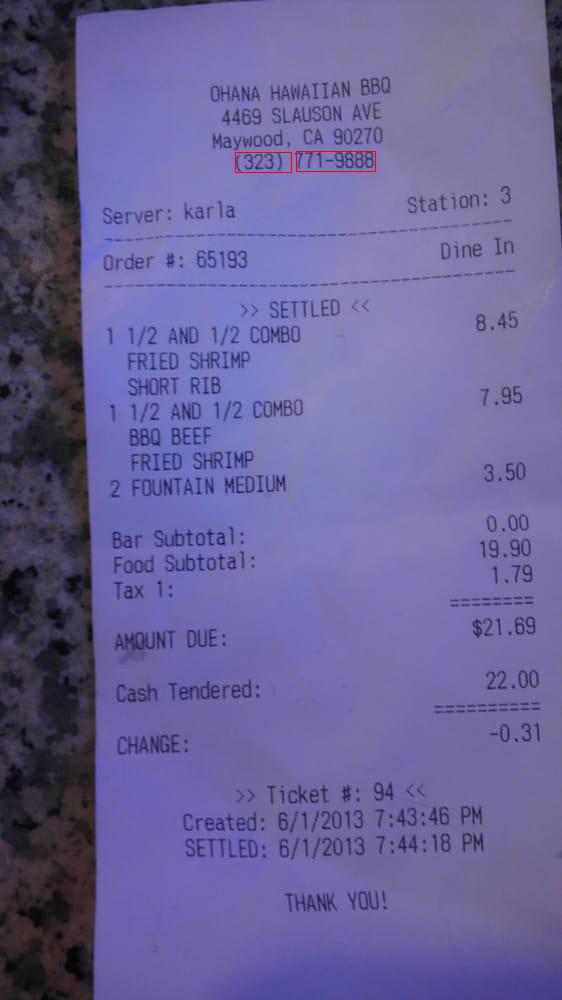 OHANA HAWAIIAN BBQ
4469 SLAUSON AVE
Maywood, CA 90270
(323) 771-9888
Server: karla Station: 3
Order #: 65193 Dine In
>> SETTLED <<
1 1/2 AND 1/2 COMBO 8.45
FRIED SHRIMP
SHORT RIB
1 1/2 AND 1/2 COMBO 7.95
BBQ BEEF
FRIED SHRIMP
2 FOUNTAIN MEDIUM 3.50
Bar Subtotal: 0.00
Food Subtotal: 19.90
Tax 1: 1.79
========
AMOUNT DUE: $21.69
Cash Tendered: 22.00
==========
CHANGE: -0.31
>> Ticket #: 94 <<
Created: 6/1/2013 7:43:46 PM
SETTLED: 6/1/2013 7:44:18 PM
THANK YOU!